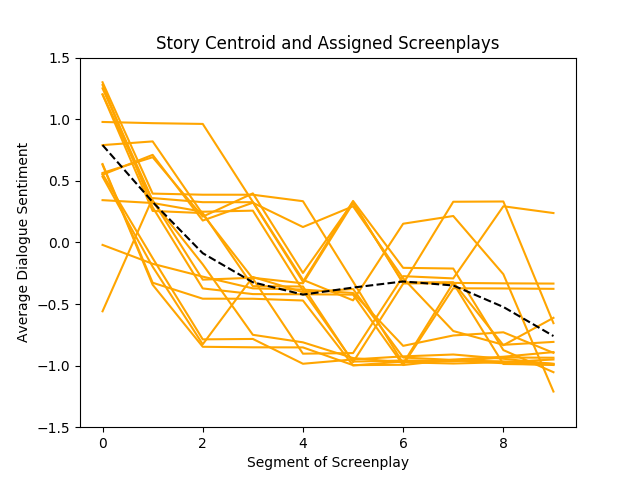 Story Centroid and Assigned Screenplays
1.5
1.0
0.5
0.0
−0.5
−1.0
−1.5
Average Dialogue Sentiment
0 2 4 6 8
Segment of Screenplay